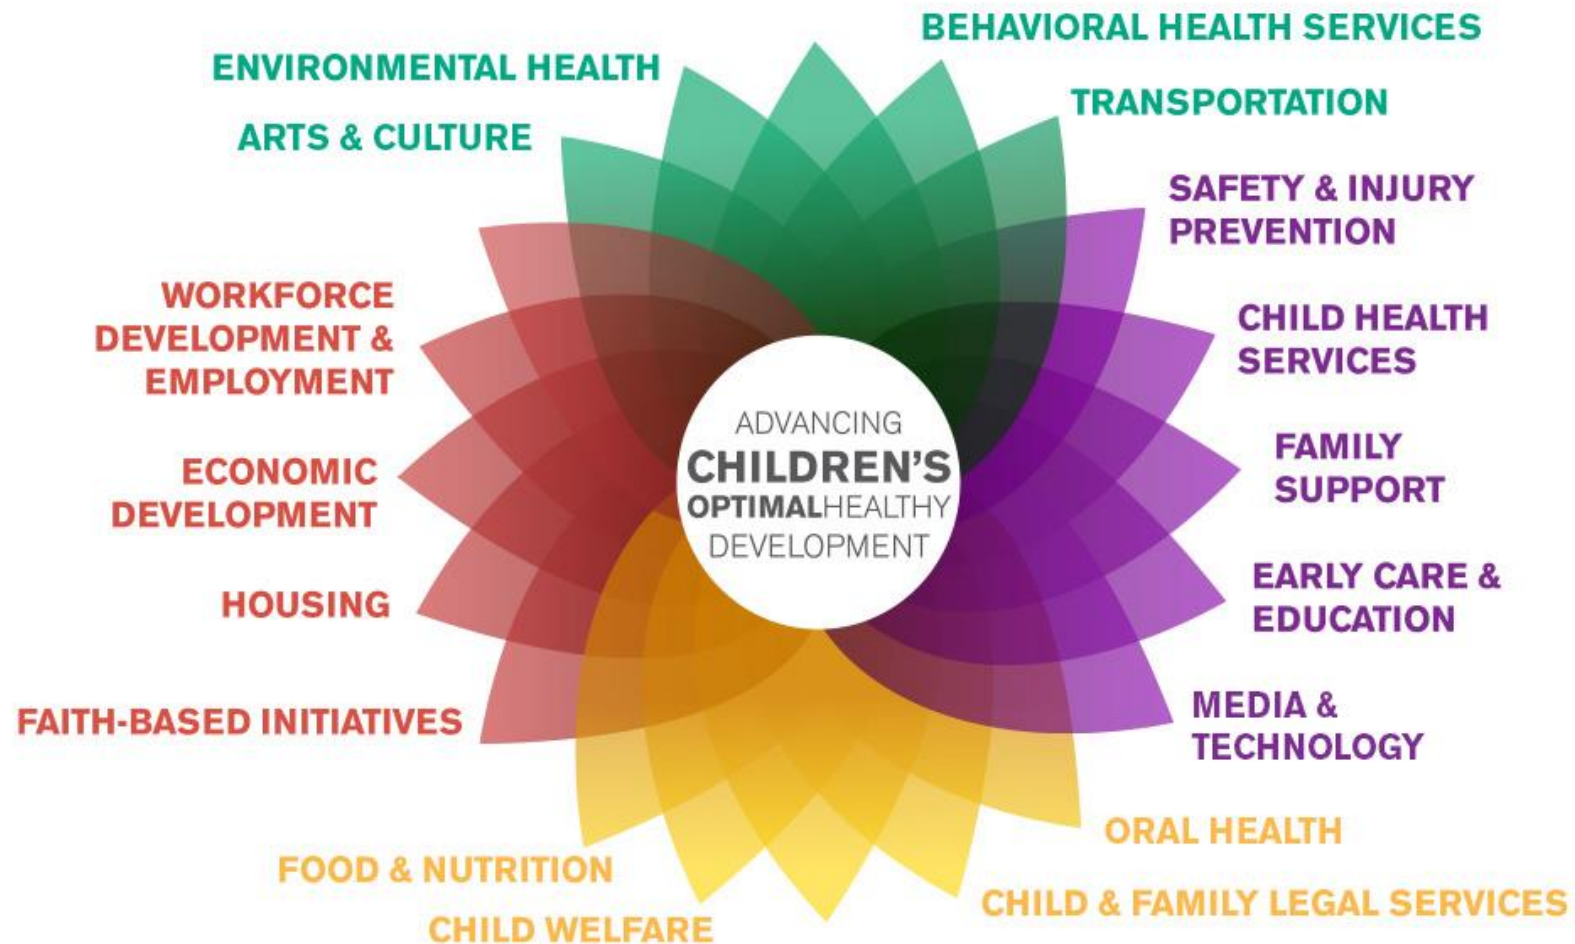 BEHAVIORAL HEALTH SERVICES
ENVIRONMENTAL HEALTH
TRANSPORTATION
ARTS & CULTURE
SAFETY & INJURY
PREVENTION
WORKFORCE
DEVELOPMENT &
EMPLOYMENT
CHILD HEALTH
SERVICES
ADVANCING
CHILDREN'S
OPTIMALHEALTHY
DEVELOPMENT
FAMILY
SUPPORT
ECONOMIC
DEVELOPMENT
EARLY CARE &
EDUCATION
HOUSING
MEDIA &
TECHNOLOGY
FAITH-BASED INITIATIVES
ORAL HEALTH
FOOD & NUTRITION
CHILD & FAMILY LEGAL SERVICES
CHILD WELFARE